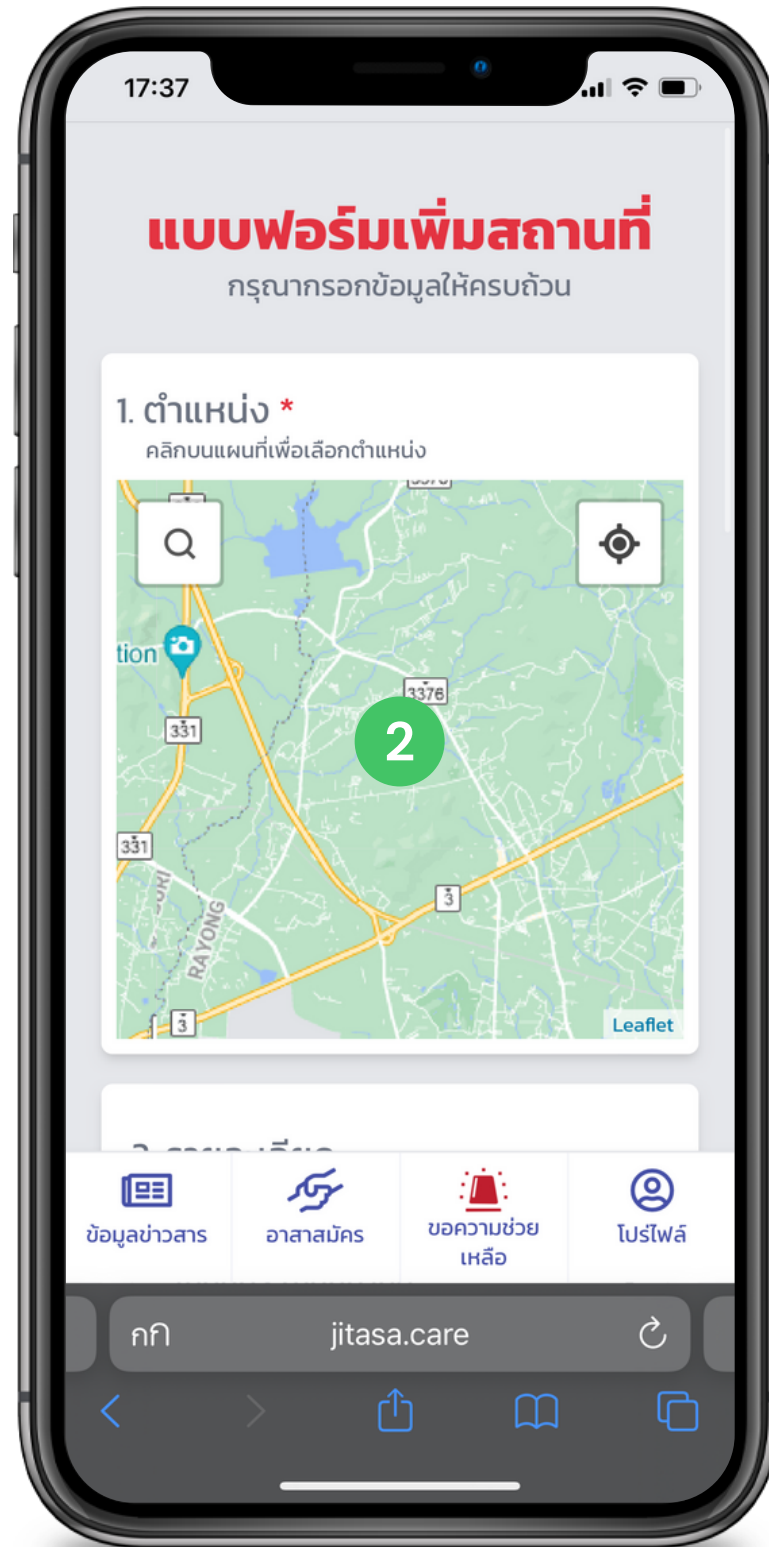 17:37
แบบฟอร์มเพิ่มสถานที่
กรุณากรอกข้อมูลให้ครบถ้วน
1. ตำแหน่ง *
คลิกบนแผนที่เพื่อเลือกตำแหน่ง
tion
3376
331
2
331
RAYONG
3
3
Leaflet
ข้อมูลข่าวสาร
อาสาสมัคร
ขอความช่วย
เหลือ
โปรไฟล์
กก
jitasa.care